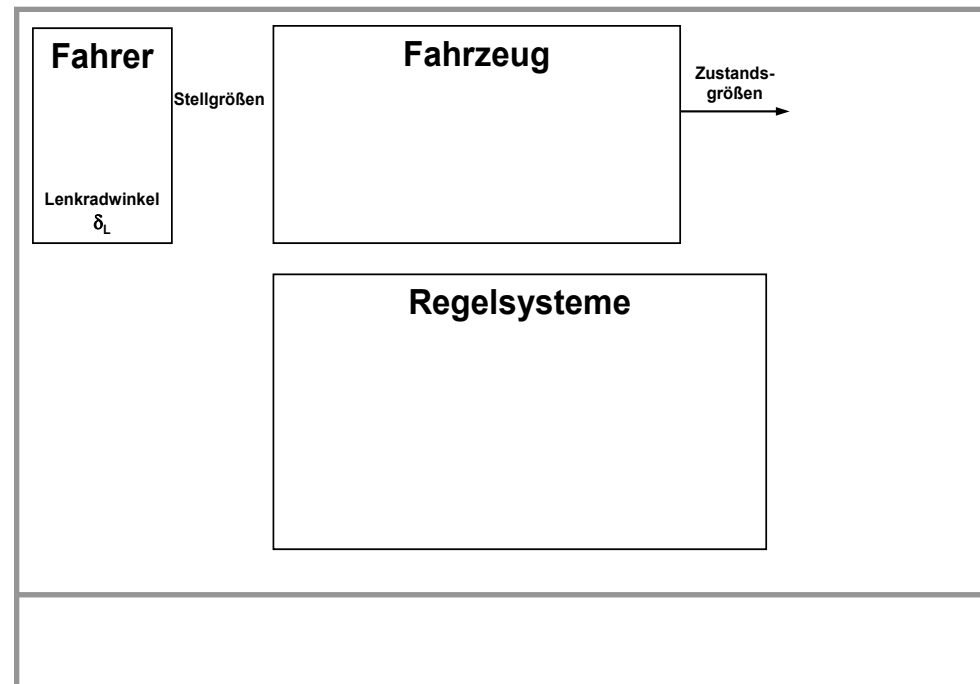 Fahrer
Stellgrößen
Lenkradwinkel
δL
Fahrzeug
Zustands-
größen
Regelsysteme